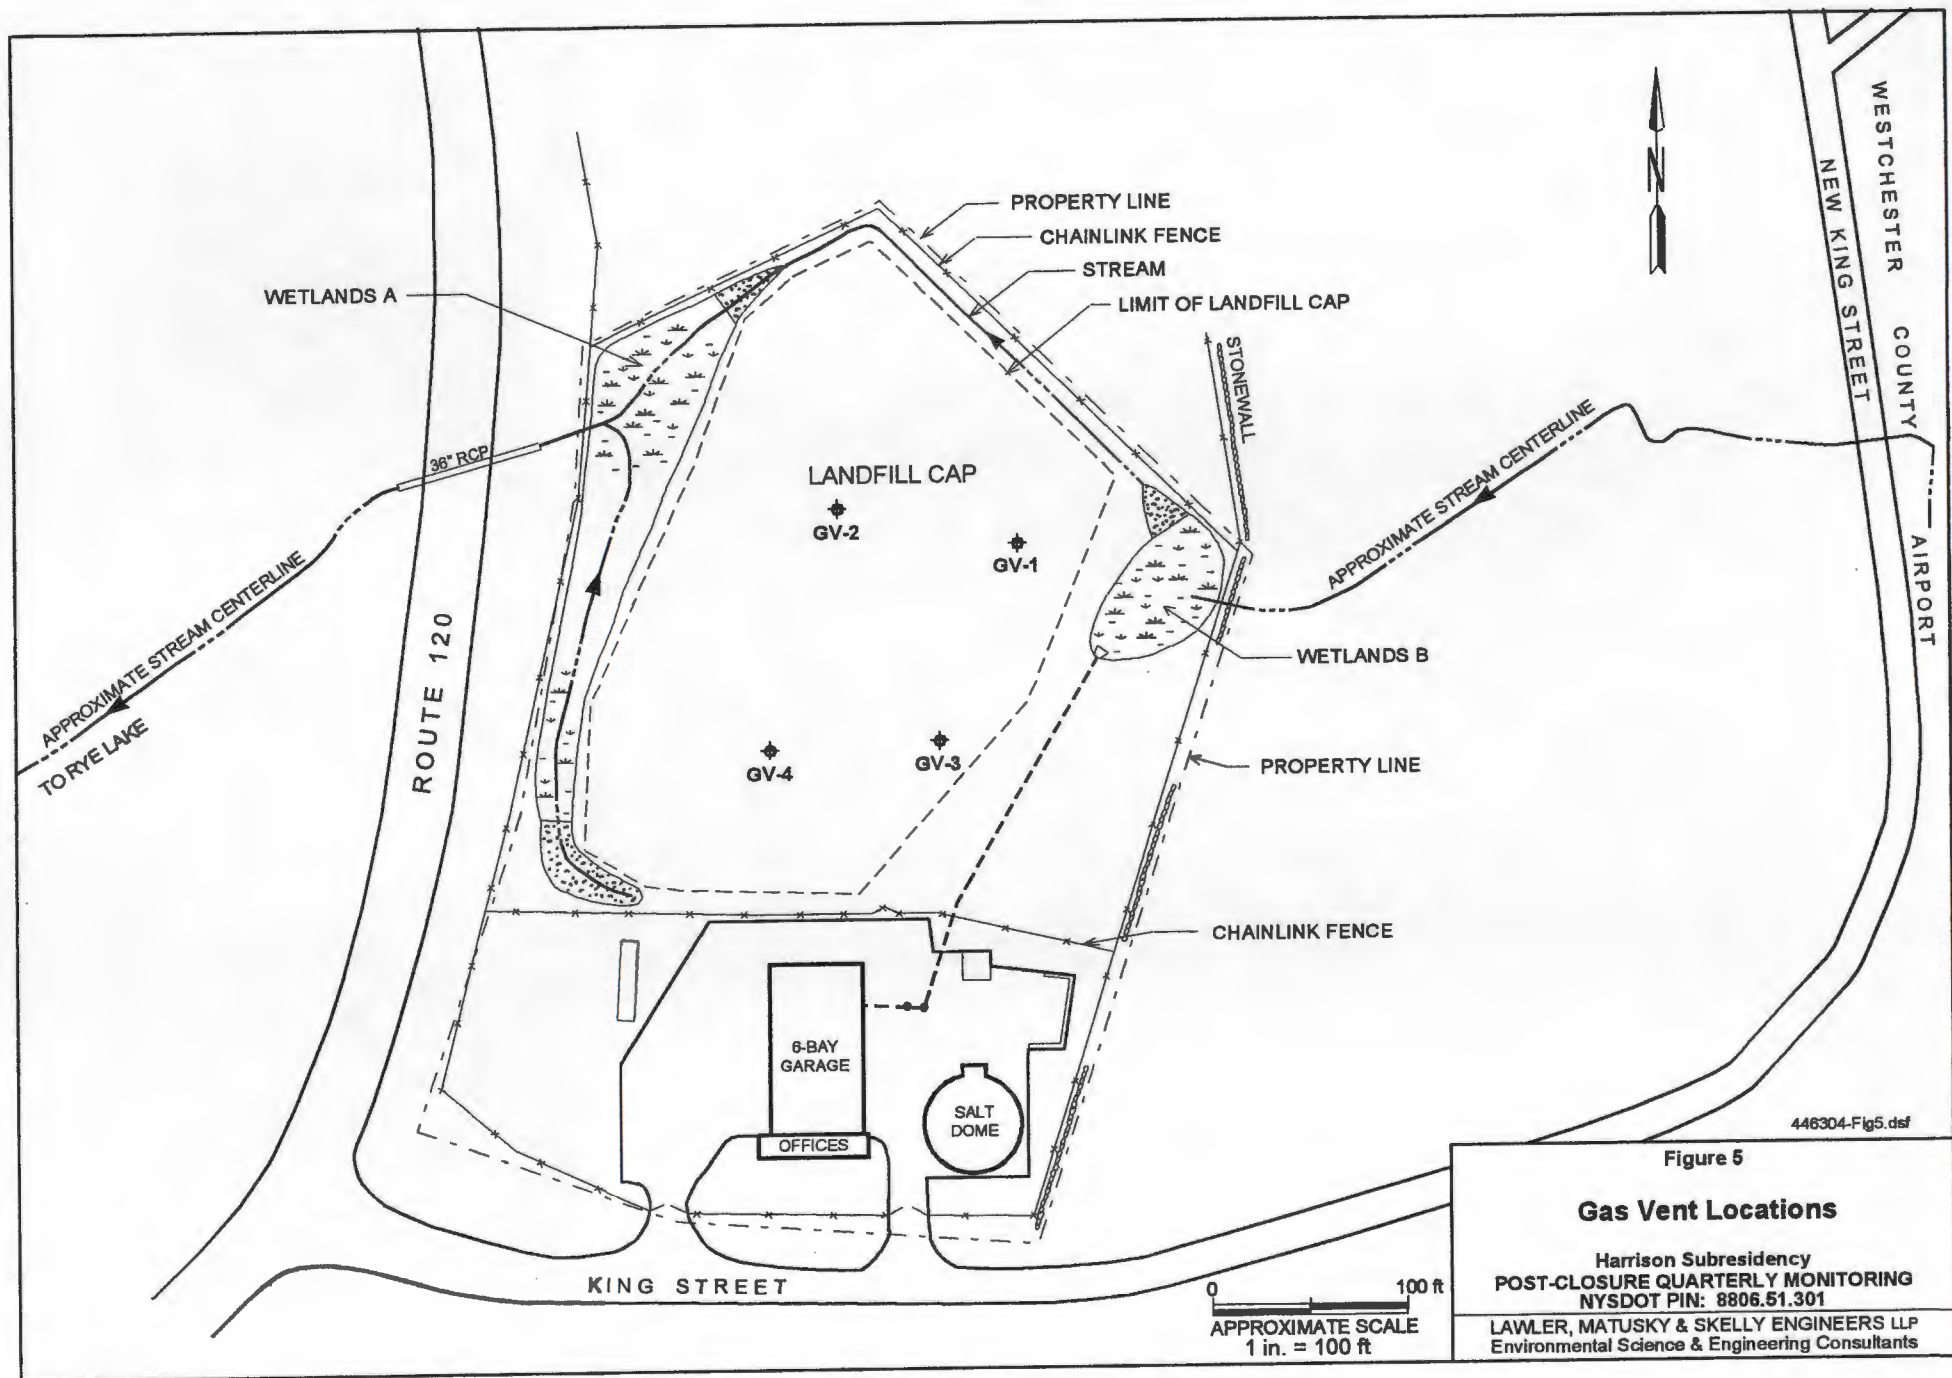 WESTCHESTER COUNTY AIRPORT
NEW KING STREET
N
PROPERTY LINE
CHAINLINK FENCE
STREAM
LIMIT OF LANDFILL CAP
WETLANDS A
STONEWALL
36" RCP
LANDFILL CAP
GV-2
GV-1
APPROXIMATE STREAM CENTERLINE
APPROXIMATE STREAM CENTERLINE
TO RYE LAKE
ROUTE 120
WETLANDS B
GV-4
GV-3
PROPERTY LINE
CHAINLINK FENCE
6-BAY
GARAGE
OFFICES
SALT
DOME
KING STREET
0 100 ft
APPROXIMATE SCALE
1 in. = 100 ft
446304-Fig5.dsf
Figure 5
Gas Vent Locations
Harrison Subresidency
POST-CLOSURE QUARTERLY MONITORING
NYSDOT PIN: 8806.51.301
LAWLER, MATUSKY & SKELLY ENGINEERS LLP
Environmental Science & Engineering Consultants